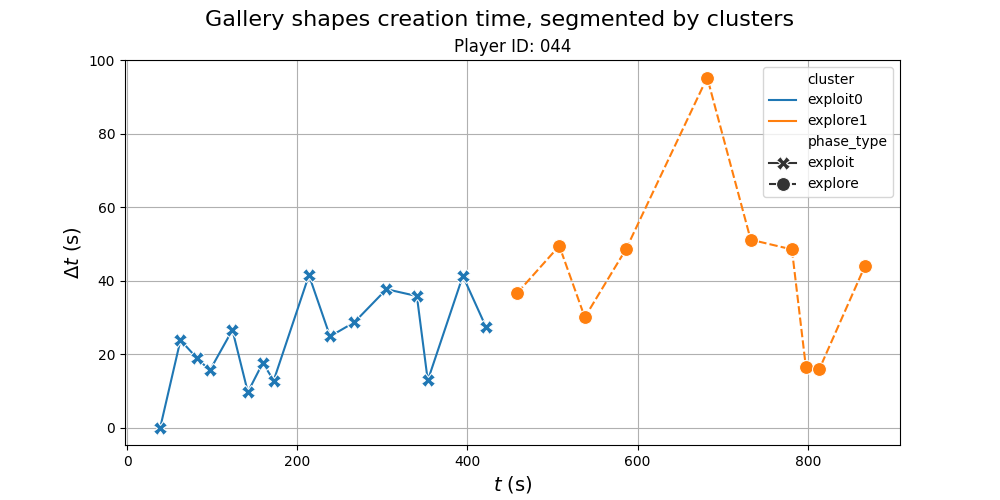 Gallery shapes creation time, segmented by clusters
Player ID: 044
100
80
60
40
20
0
Δt (s)
cluster
exploit0
explore1
phase_type
exploit
explore
0 200 400 600 800
t (s)